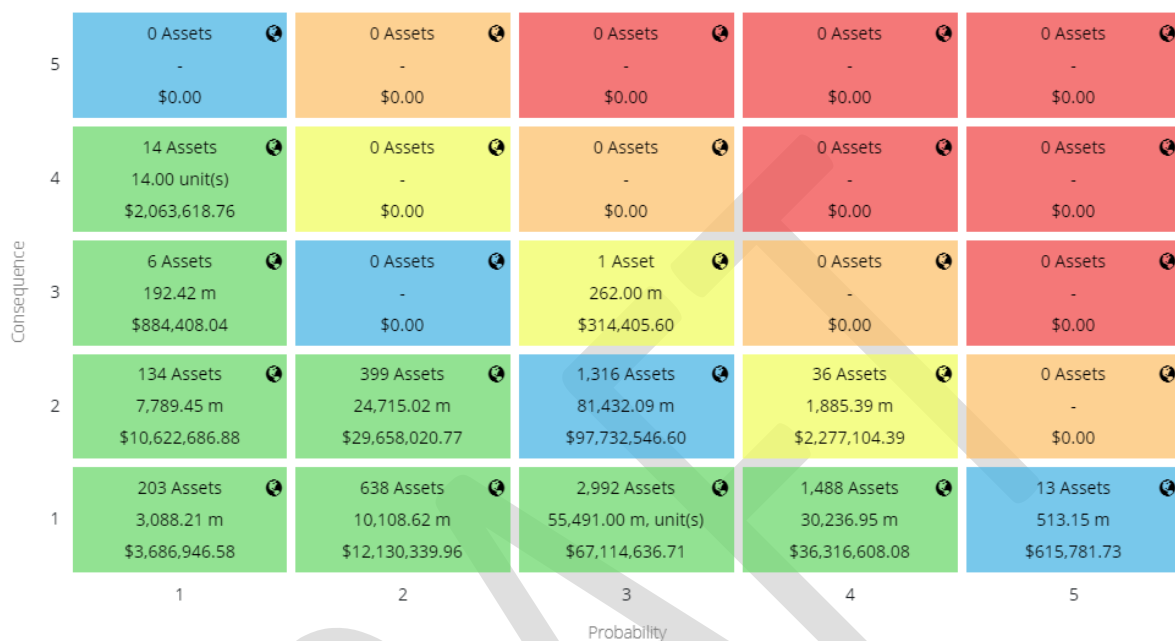 0 Assets
-
$0.00
0 Assets
-
$0.00
0 Assets
-
$0.00
0 Assets
-
$0.00
0 Assets
-
$0.00
5
14 Assets
14.00 unit(s)
$2,063,618.76
0 Assets
-
$0.00
0 Assets
-
$0.00
0 Assets
-
$0.00
0 Assets
-
$0.00
4
6 Assets
192.42 m
$884,408.04
0 Assets
-
$0.00
1 Asset
262.00 m
$314,405.60
0 Assets
-
$0.00
0 Assets
-
$0.00
3
134 Assets
7,789.45 m
$10,622,686.88
399 Assets
24,715.02 m
$29,658,020.77
1,316 Assets
81,432.09 m
$97,732,546.60
36 Assets
1,885.39 m
$2,277,104.39
0 Assets
-
$0.00
2
203 Assets
3,088.21 m
$3,686,946.58
638 Assets
10,108.62 m
$12,130,339.96
2,992 Assets
55,491.00 m, unit(s)
$67,114,636.71
1,488 Assets
30,236.95 m
$36,316,608.08
13 Assets
513.15 m
$615,781.73
1
Consequence
1
2
3
4
5
Probability